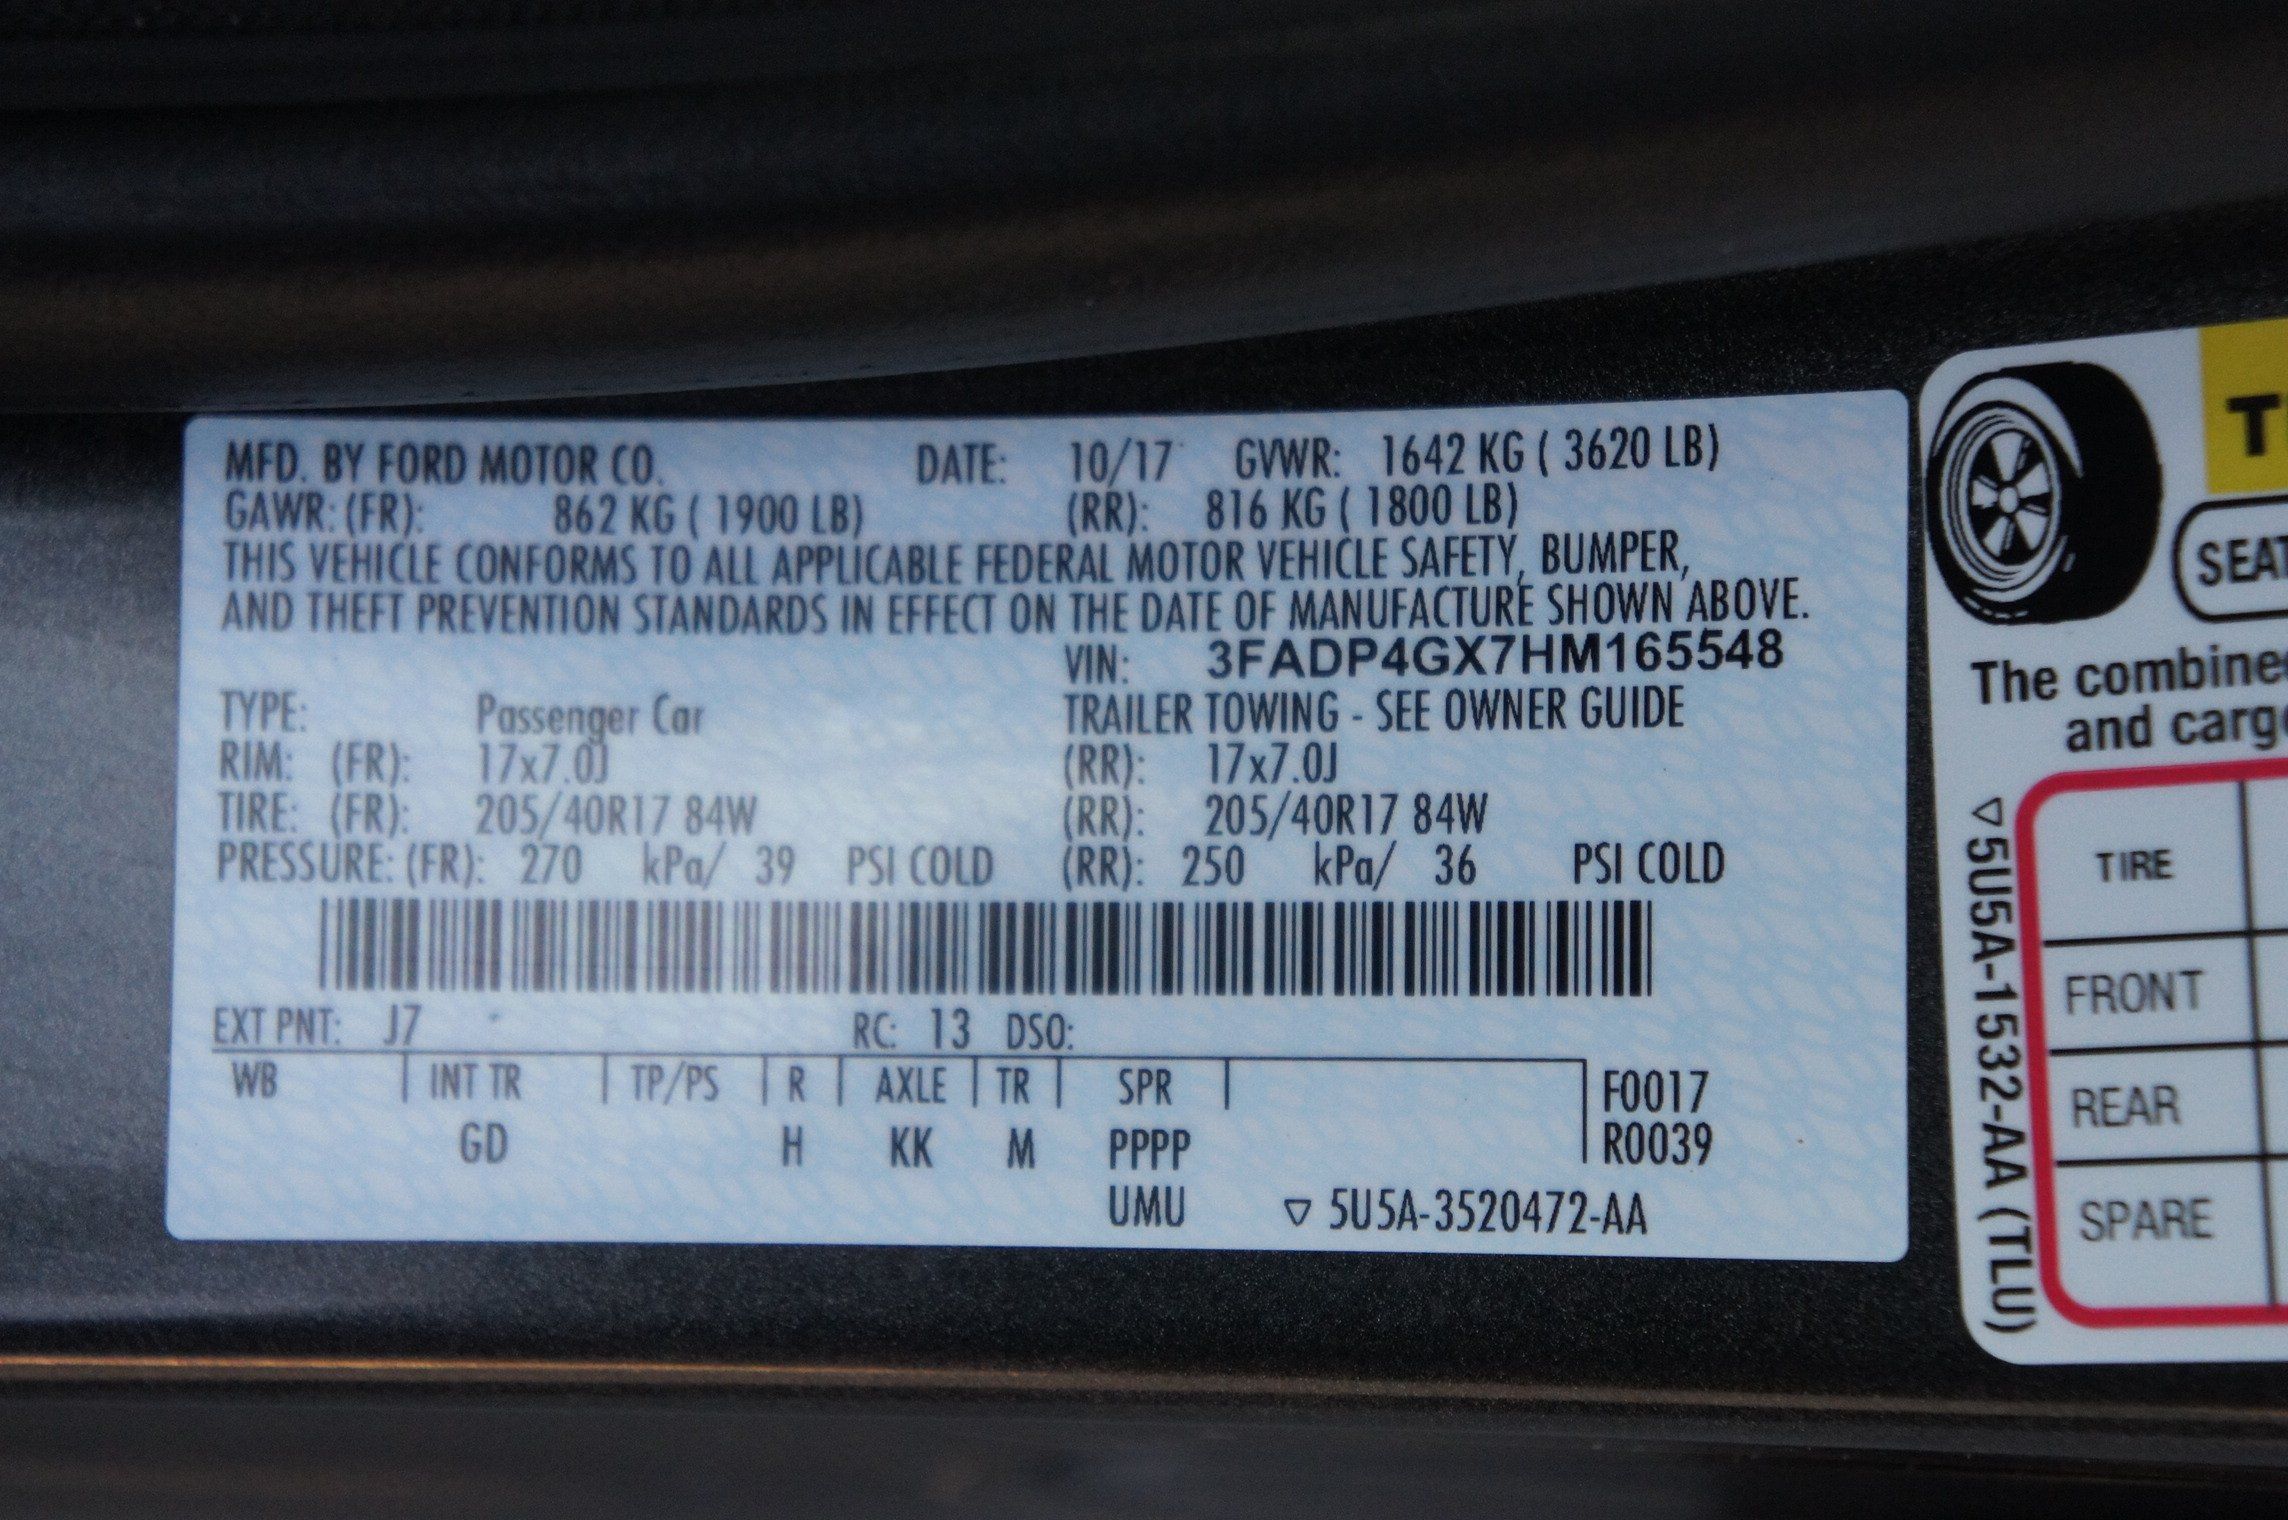 MFD. BY FORD MOTOR CO. DATE: 10/17 GVWR: 1642 KG ( 3620 LB)
GAWR: (FR): 862 KG ( 1900 LB) (RR): 816 KG ( 1800 LB)
THIS VEHICLE CONFORMS TO ALL APPLICABLE FEDERAL MOTOR VEHICLE SAFETY, BUMPER,
AND THEFT PREVENTION STANDARDS IN EFFECT ON THE DATE OF MANUFACTURE SHOWN ABOVE.
VIN: 3FADP4GX7HM165548
TYPE: Passenger Car TRAILER TOWING - SEE OWNER GUIDE
RIM: (FR): 17x7.0J (RR): 17x7.0J
TIRE: (FR): 205/40R17 84W (RR): 205/40R17 84W
PRESSURE: (FR): 270 kPa/ 39 PSI COLD (RR): 250 kPa/ 36 PSI COLD
EXT PNT: J7 RC: 13 DSO:
WB INT TR TP/PS R AXLE TR SPR F0017
GD H KK M PPPP R0039
UMU ▽ 5U5A-3520472-AA
T
SEAT
The combine
and carg
▽5U5A-1532-AA (TLU)
TIRE
FRONT
REAR
SPARE